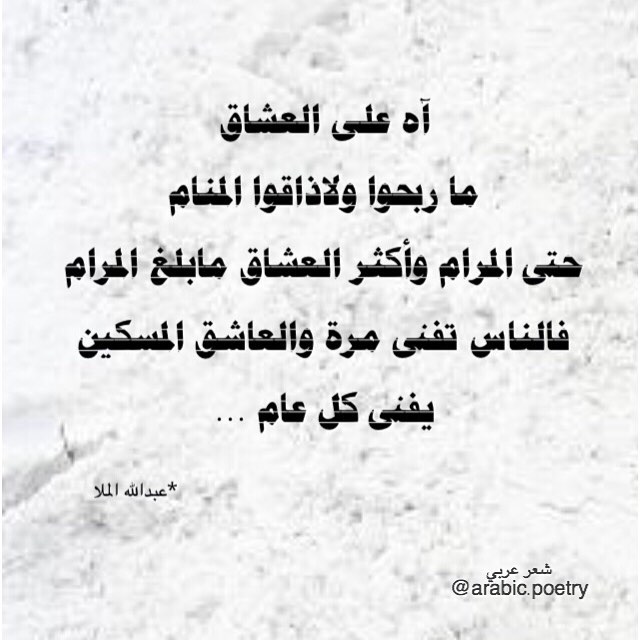 آه على العشاق
ما ربحوا ولاذاقوا المنام
حتى المرام وأكثر العشاق مابلغ المرام
فالناس تفنى مرة والعاشق المسكين
يفنى كل عام ...
*عبدالله الملا
شعر عربي
@arabic.poetry